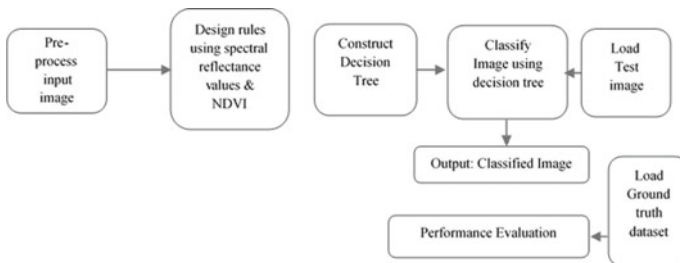 Pre-
process
input
image
Design rules
using spectral
reflectance
values &
NDVI
Construct
Decision
Tree
Classify
Image using
decision tree
Load
Test
image
Output: Classified Image
Load
Ground
truth
dataset
Performance Evaluation